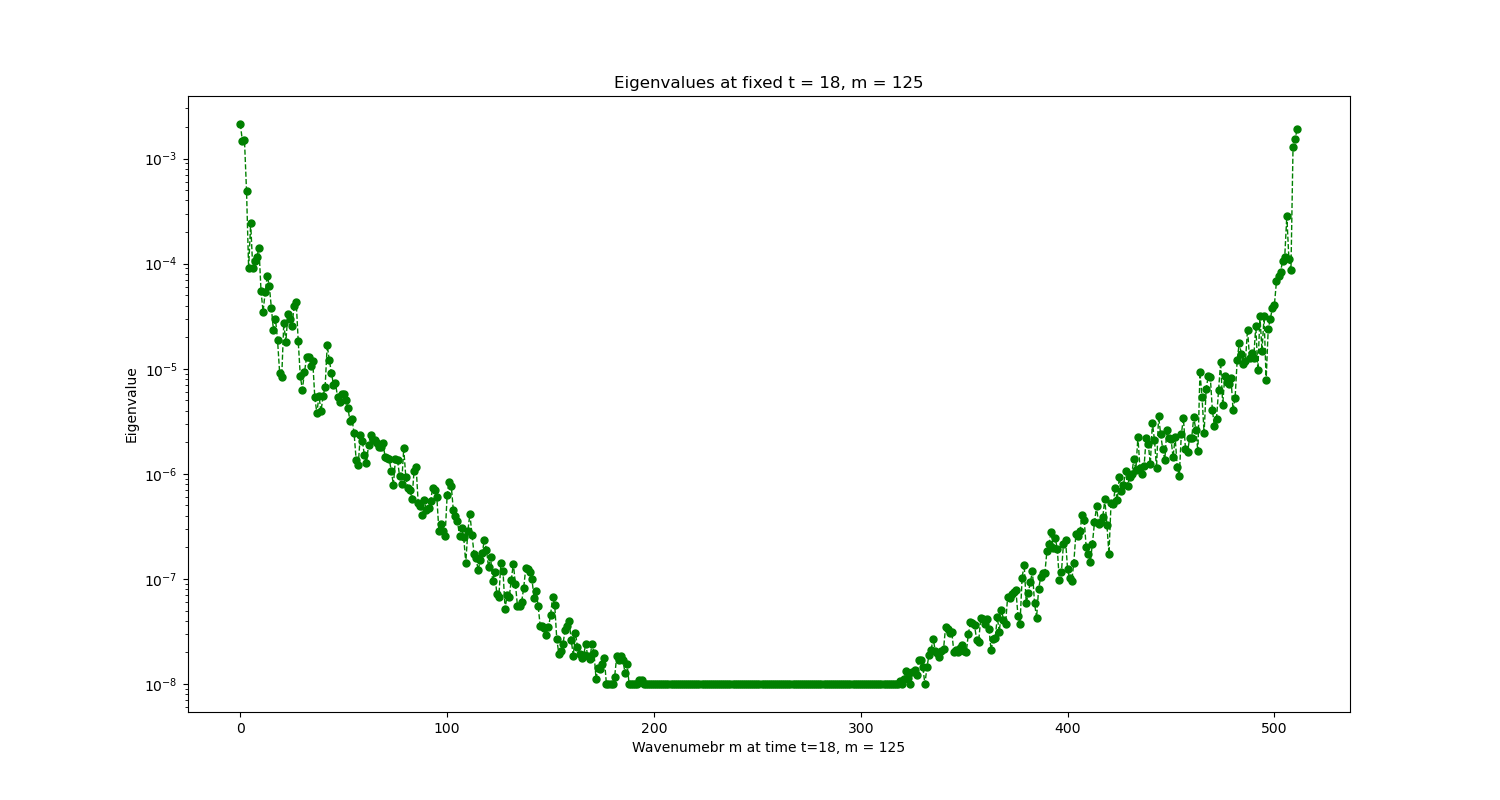 Eigenvalues at fixed t = 18, m = 125
10⁻³
10⁻⁴
10⁻⁵
10⁻⁶
10⁻⁷
10⁻⁸
Eigenvalue
0 100 200 300 400 500
Wavenumebr m at time t=18, m = 125